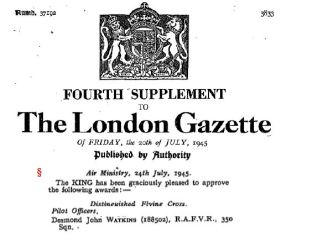 Numb. 37192 3833
FOURTH SUPPLEMENT
TO
The London Gazette
Of FRIDAY, the 20th of JULY, 1945
Published by Authority
§ Air Ministry, 24th July, 1945.
The KING has been graciously pleased to approve
the following awards:—
Distinguished Flying Cross.
Pilot Officers,
Desmond John WATKINS (188502), R.A.F.V.R., 350
Sqn.